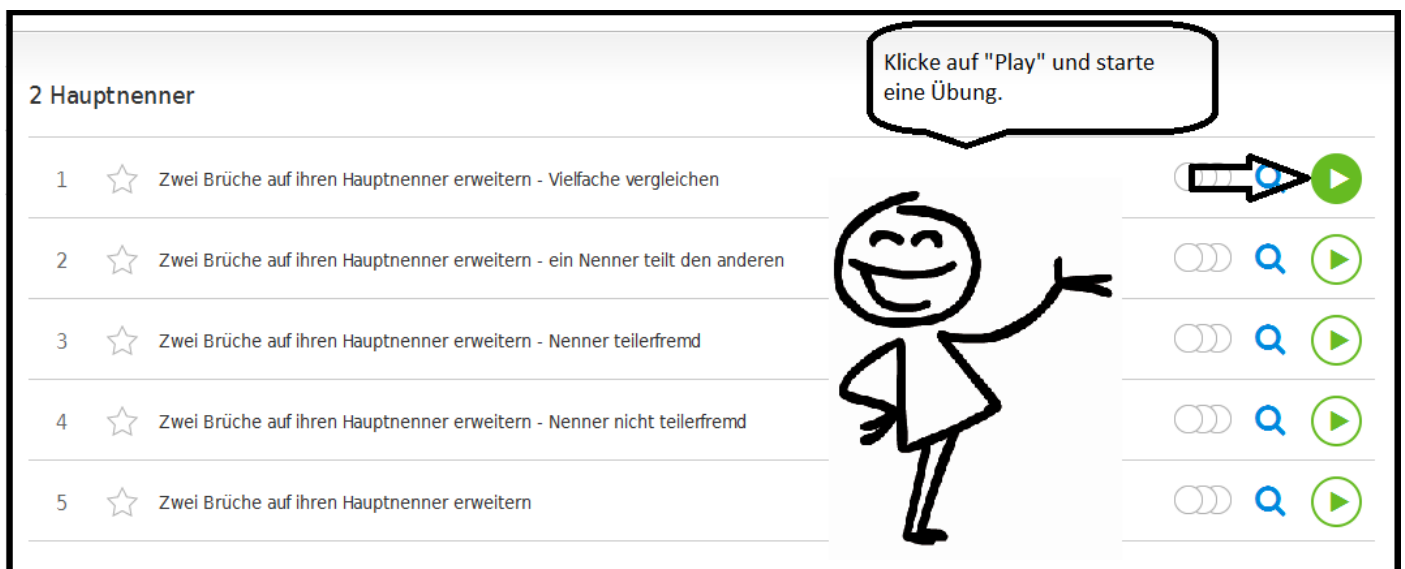 Klicke auf "Play" und starte
eine Übung.
2 Hauptnenner
1 Zwei Brüche auf ihren Hauptnenner erweitern - Vielfache vergleichen
2 Zwei Brüche auf ihren Hauptnenner erweitern - ein Nenner teilt den anderen
3 Zwei Brüche auf ihren Hauptnenner erweitern - Nenner teilerfremd
4 Zwei Brüche auf ihren Hauptnenner erweitern - Nenner nicht teilerfremd
5 Zwei Brüche auf ihren Hauptnenner erweitern